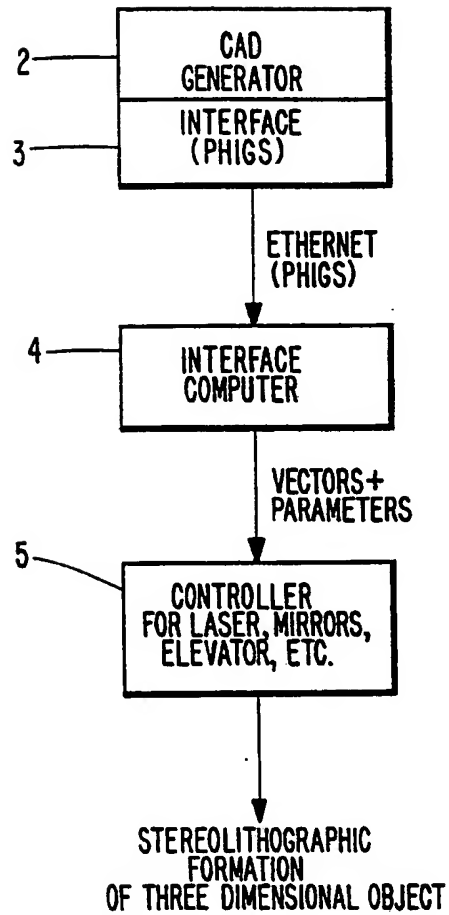 2
CAD
GENERATOR
3
INTERFACE
(PHIGS)
ETHERNET
(PHIGS)
4
INTERFACE
COMPUTER
VECTORS+
PARAMETERS
5
CONTROLLER
FOR LASER, MIRRORS,
ELEVATOR, ETC.
STEREOLITHOGRAPHIC
FORMATION
OF THREE DIMENSIONAL OBJECT